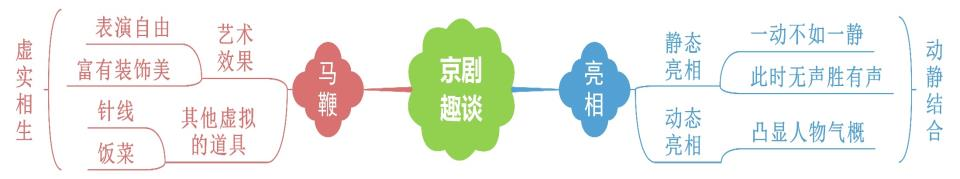 京剧
趣谈
马
鞭
艺术
效果
表演自由
富有装饰美
其他虚拟
的道具
针线
饭菜
虚
实
相
生
亮
相
静态
亮相
一动不如一静
此时无声胜有声
动态
亮相
凸显人物气概
动
静
结
合